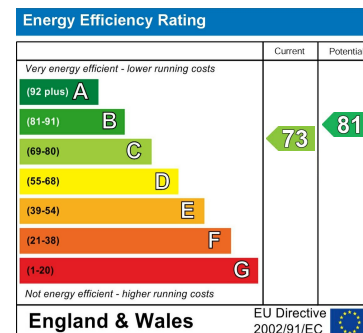 Energy Efficiency Rating
Current Potential
Very energy efficient - lower running costs
(92 plus) A
(81-91) B
81
(69-80) C
73
(55-68) D
(39-54) E
(21-38) F
(1-20) G
Not energy efficient - higher running costs
England & Wales
EU Directive
2002/91/EC